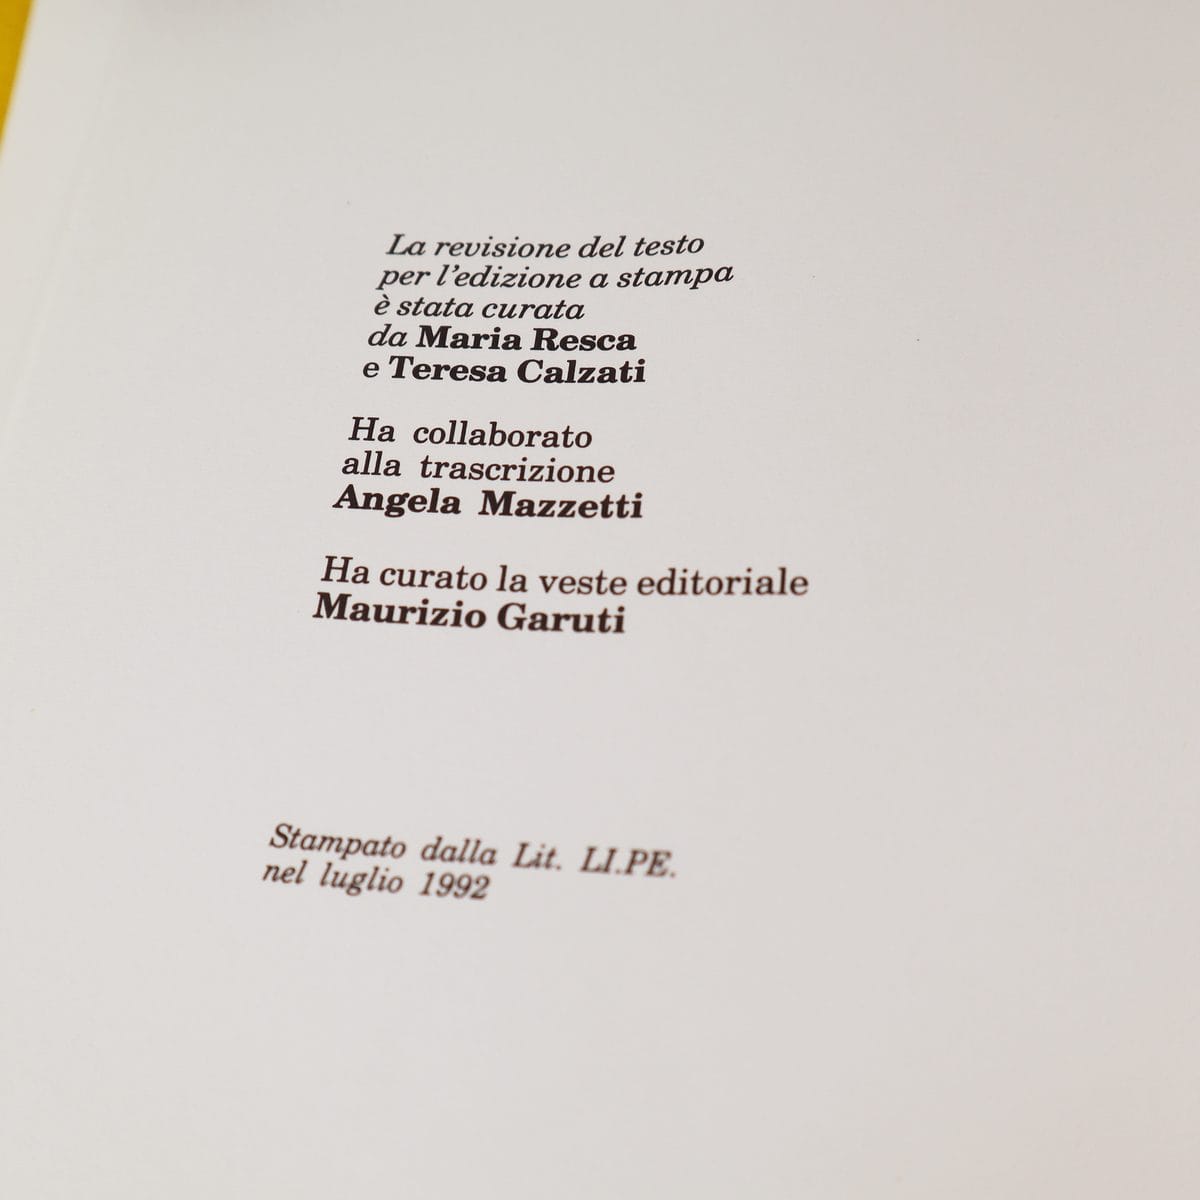 La revisione del testo
per l'edizione a stampa
è stata curata
da Maria Resca
e Teresa Calzati
Ha collaborato
alla trascrizione
Angela Mazzetti
Ha curato la veste editoriale
Maurizio Garuti
Stampato dalla Lit. LI.PE.
nel luglio 1992